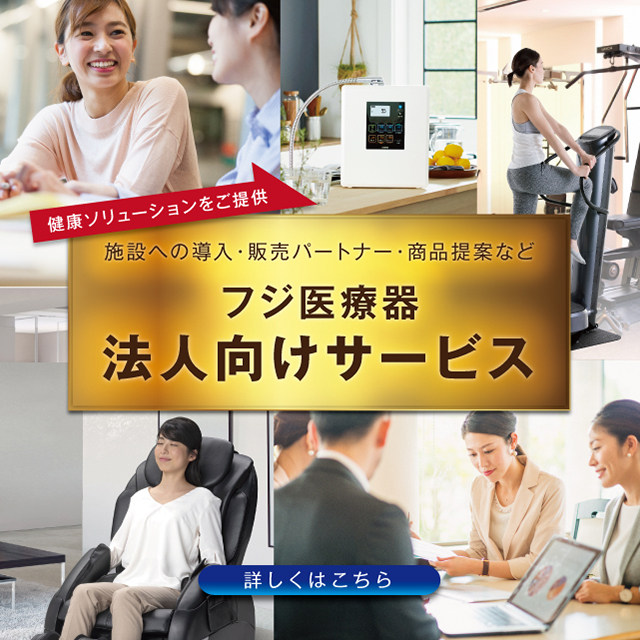 健康ソリューションをご提供
施設への導入・販売パートナー・商品提案など
フジ医療器
法人向けサービス
詳しくはこちら